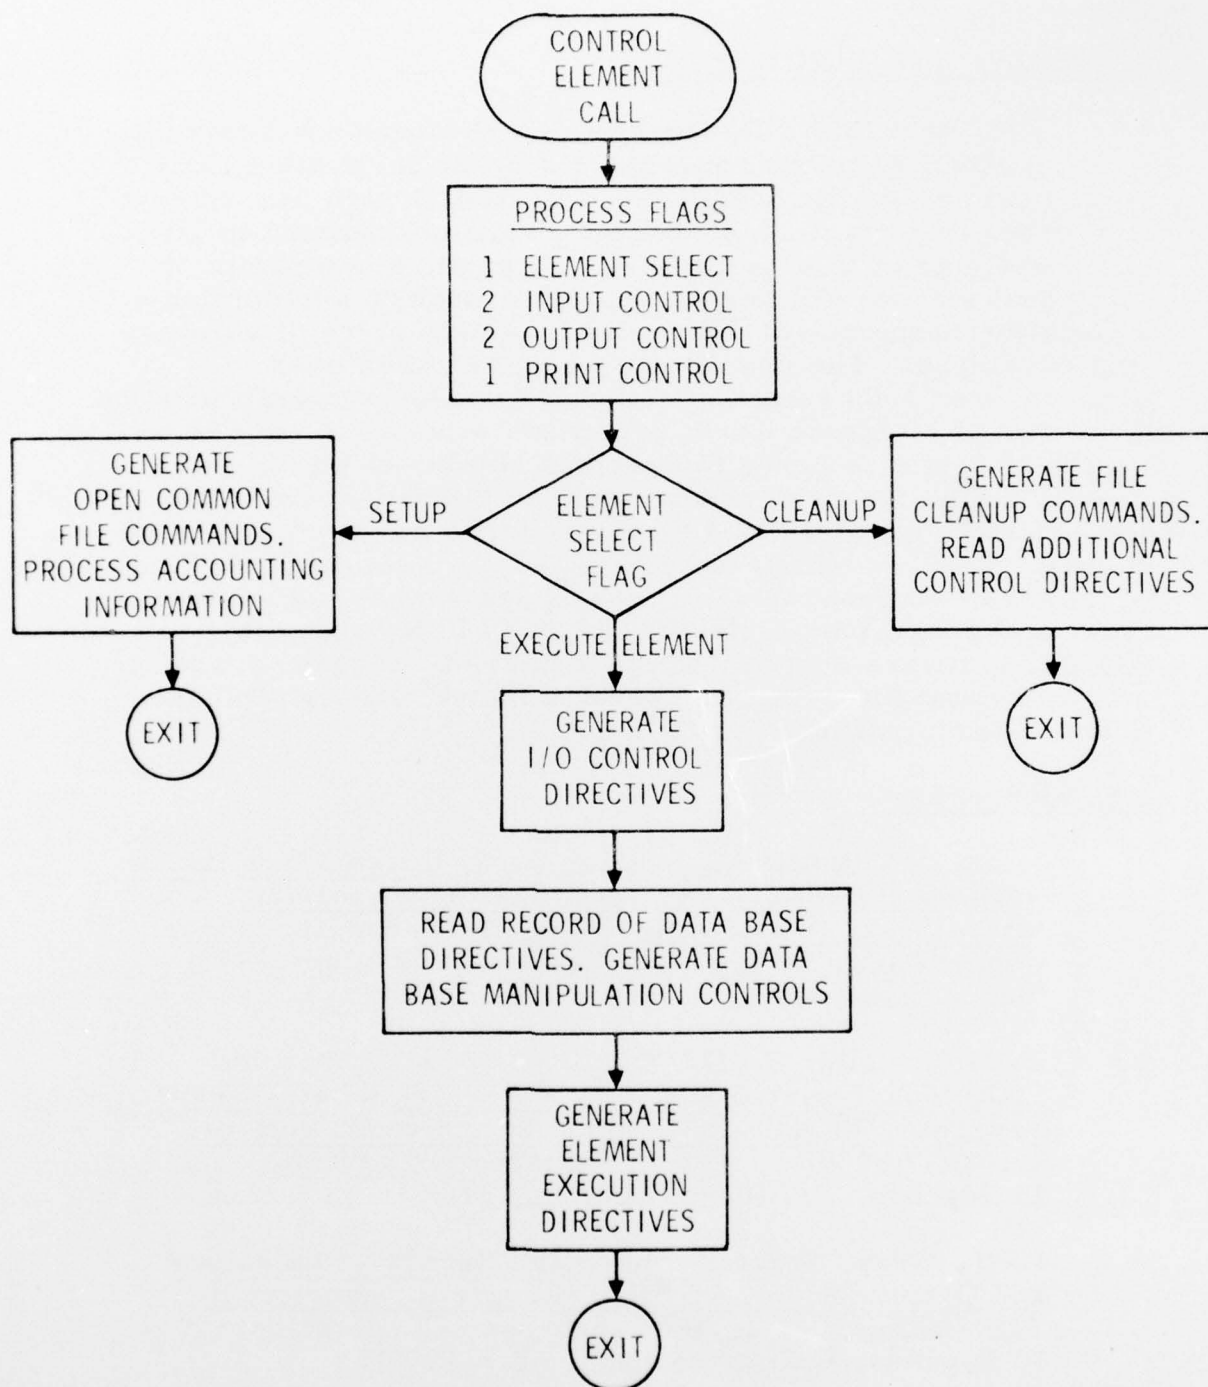 CONTROL
ELEMENT
CALL
PROCESS FLAGS
1 ELEMENT SELECT
2 INPUT CONTROL
2 OUTPUT CONTROL
1 PRINT CONTROL
GENERATE
OPEN COMMON
FILE COMMANDS.
PROCESS ACCOUNTING
INFORMATION
SETUP
ELEMENT
SELECT
FLAG
CLEANUP
GENERATE FILE
CLEANUP COMMANDS.
READ ADDITIONAL
CONTROL DIRECTIVES
EXECUTE ELEMENT
EXIT
EXIT
GENERATE
I/O CONTROL
DIRECTIVES
READ RECORD OF DATA BASE
DIRECTIVES. GENERATE DATA
BASE MANIPULATION CONTROLS
GENERATE
ELEMENT
EXECUTION
DIRECTIVES
EXIT